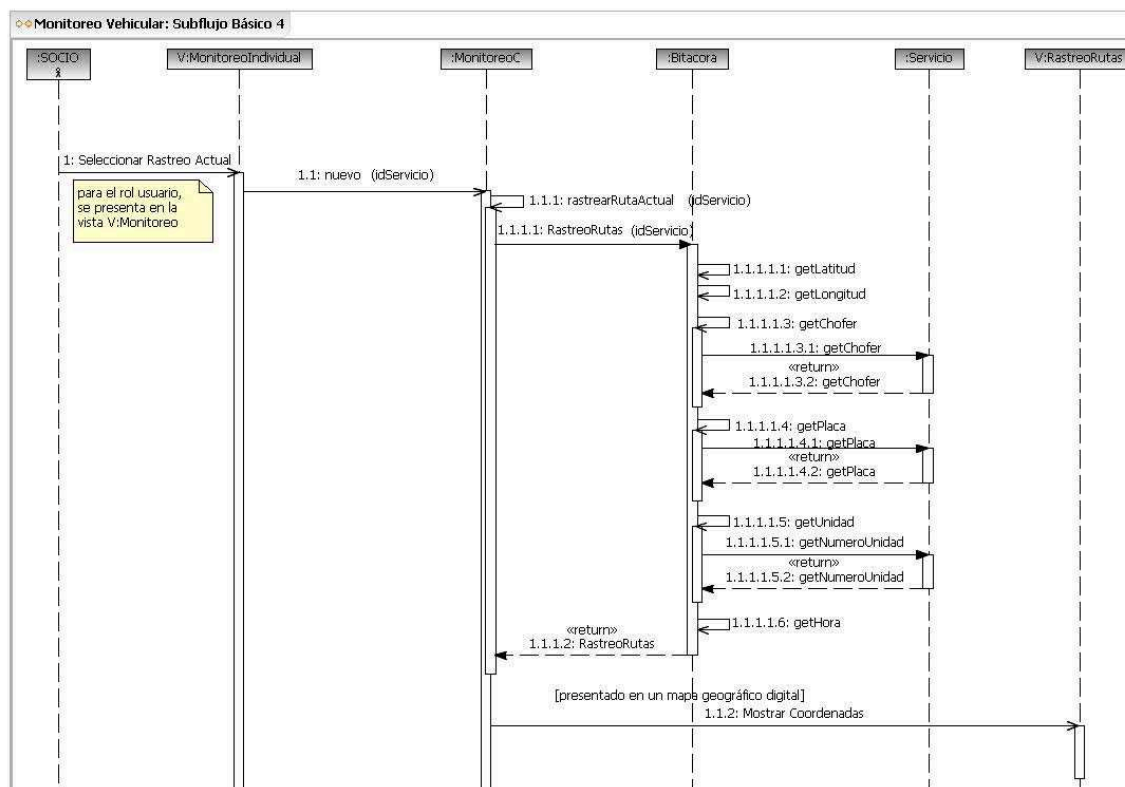 Monitoreo Vehicular: Subflujo Básico 4
:SOCIO
V:MonitoreoIndividual
:MonitoreoC
:Bitacora
:Servicio
V:RastreoRutas
1: Seleccionar Rastreo Actual
para el rol usuario,
se presenta en la
vista V:Monitoreo
1.1: nuevo (idServicio)
1.1.1: rastrearRutaActual (idServicio)
1.1.1.1: RastreoRutas (idServicio)
1.1.1.1.1: getLatitud
1.1.1.1.2: getLongitud
1.1.1.1.3: getChofer
1.1.1.1.3.1: getChofer
«return»
1.1.1.1.3.2: getChofer
1.1.1.1.4: getPlaca
1.1.1.1.4.1: getPlaca
«return»
1.1.1.1.4.2: getPlaca
1.1.1.1.5: getUnidad
1.1.1.1.5.1: getNumeroUnidad
«return»
1.1.1.1.5.2: getNumeroUnidad
1.1.1.1.6: getHora
«return»
1.1.1.2: RastreoRutas
[presentado en un mapa geográfico digital]
1.1.2: Mostrar Coordenadas